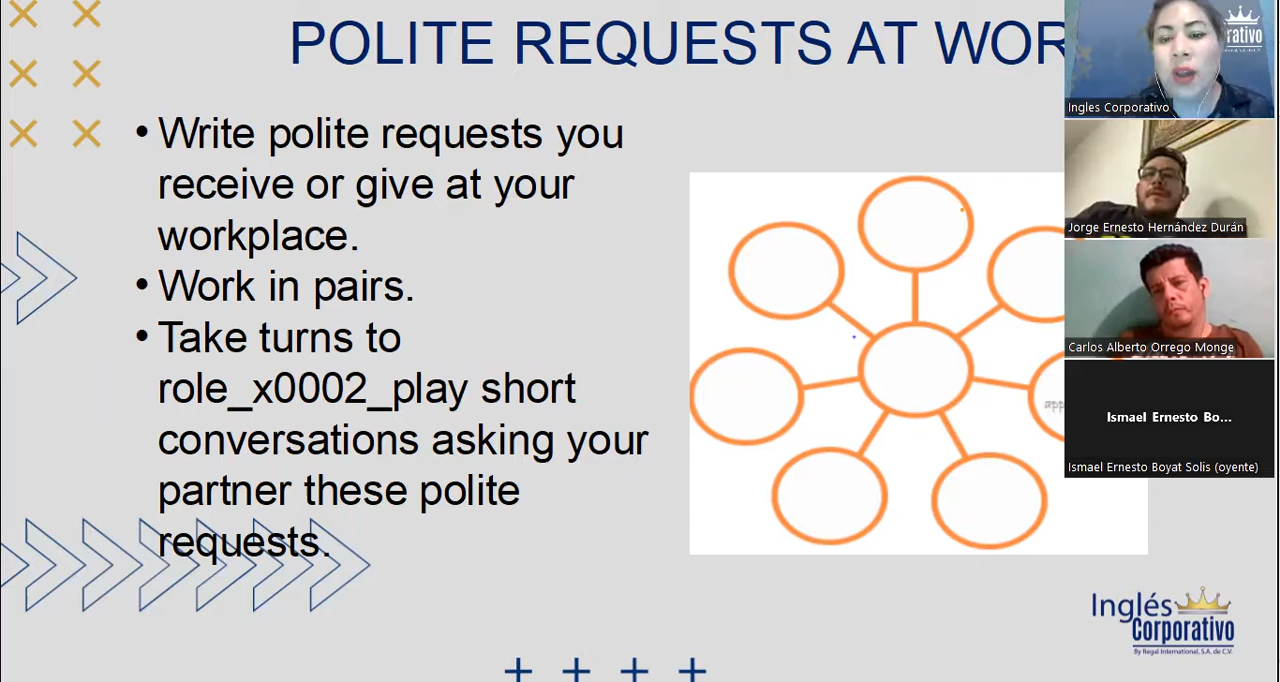 POLITE REQUESTS AT WOR
• Write polite requests you
receive or give at your
workplace.
• Work in pairs.
• Take turns to
role_x0002_play short
conversations asking your
partner these polite
requests.
app
rativo
Ingles Corporativo
Jorge Ernesto Hernández Durán
Carlos Alberto Orrego Monge
Ismael Ernesto Bo...
Ismael Ernesto Boyat Solis (oyente)
Inglés
Corporativo
By Regal International, S.A. de C.V.